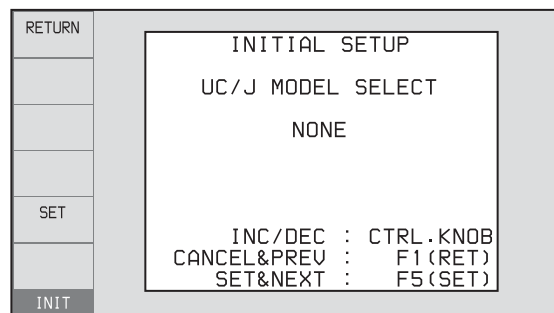 RETURN
SET
INIT
INITIAL SETUP
UC/J MODEL SELECT
NONE
INC/DEC : CTRL.KNOB
CANCEL&PREV : F1(RET)
SET&NEXT : F5(SET)